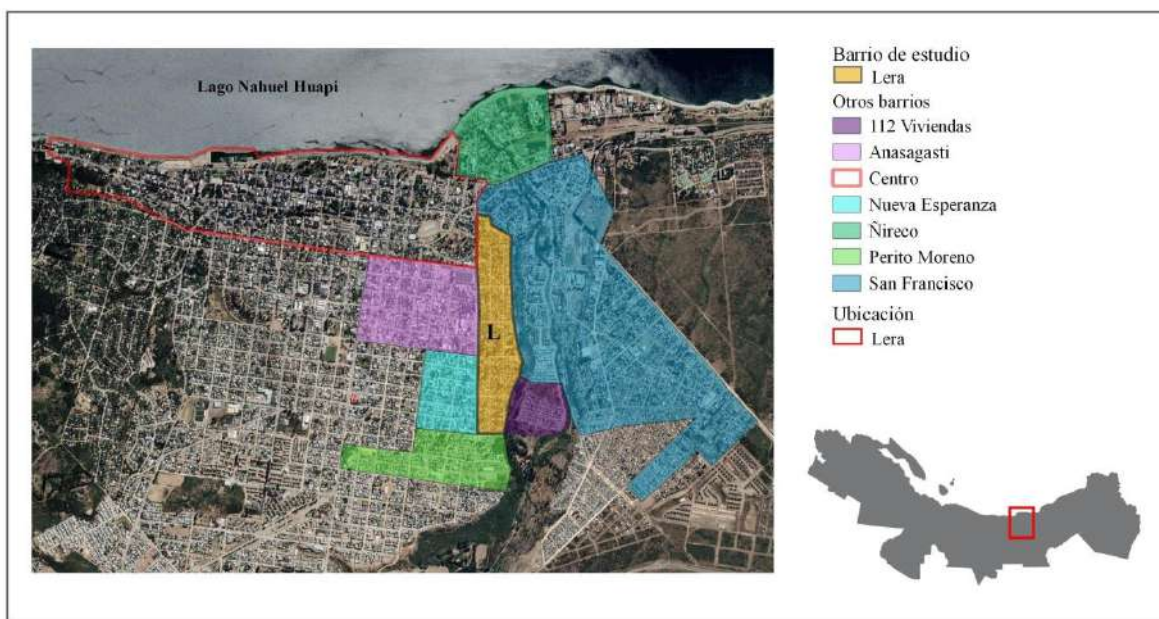 Lago Nahuel Huapi
L
Barrio de estudio
Lera
Otros barrios
112 Viviendas
Anasagasti
Centro
Nueva Esperanza
Ñireco
Perito Moreno
San Francisco
Ubicación
Lera